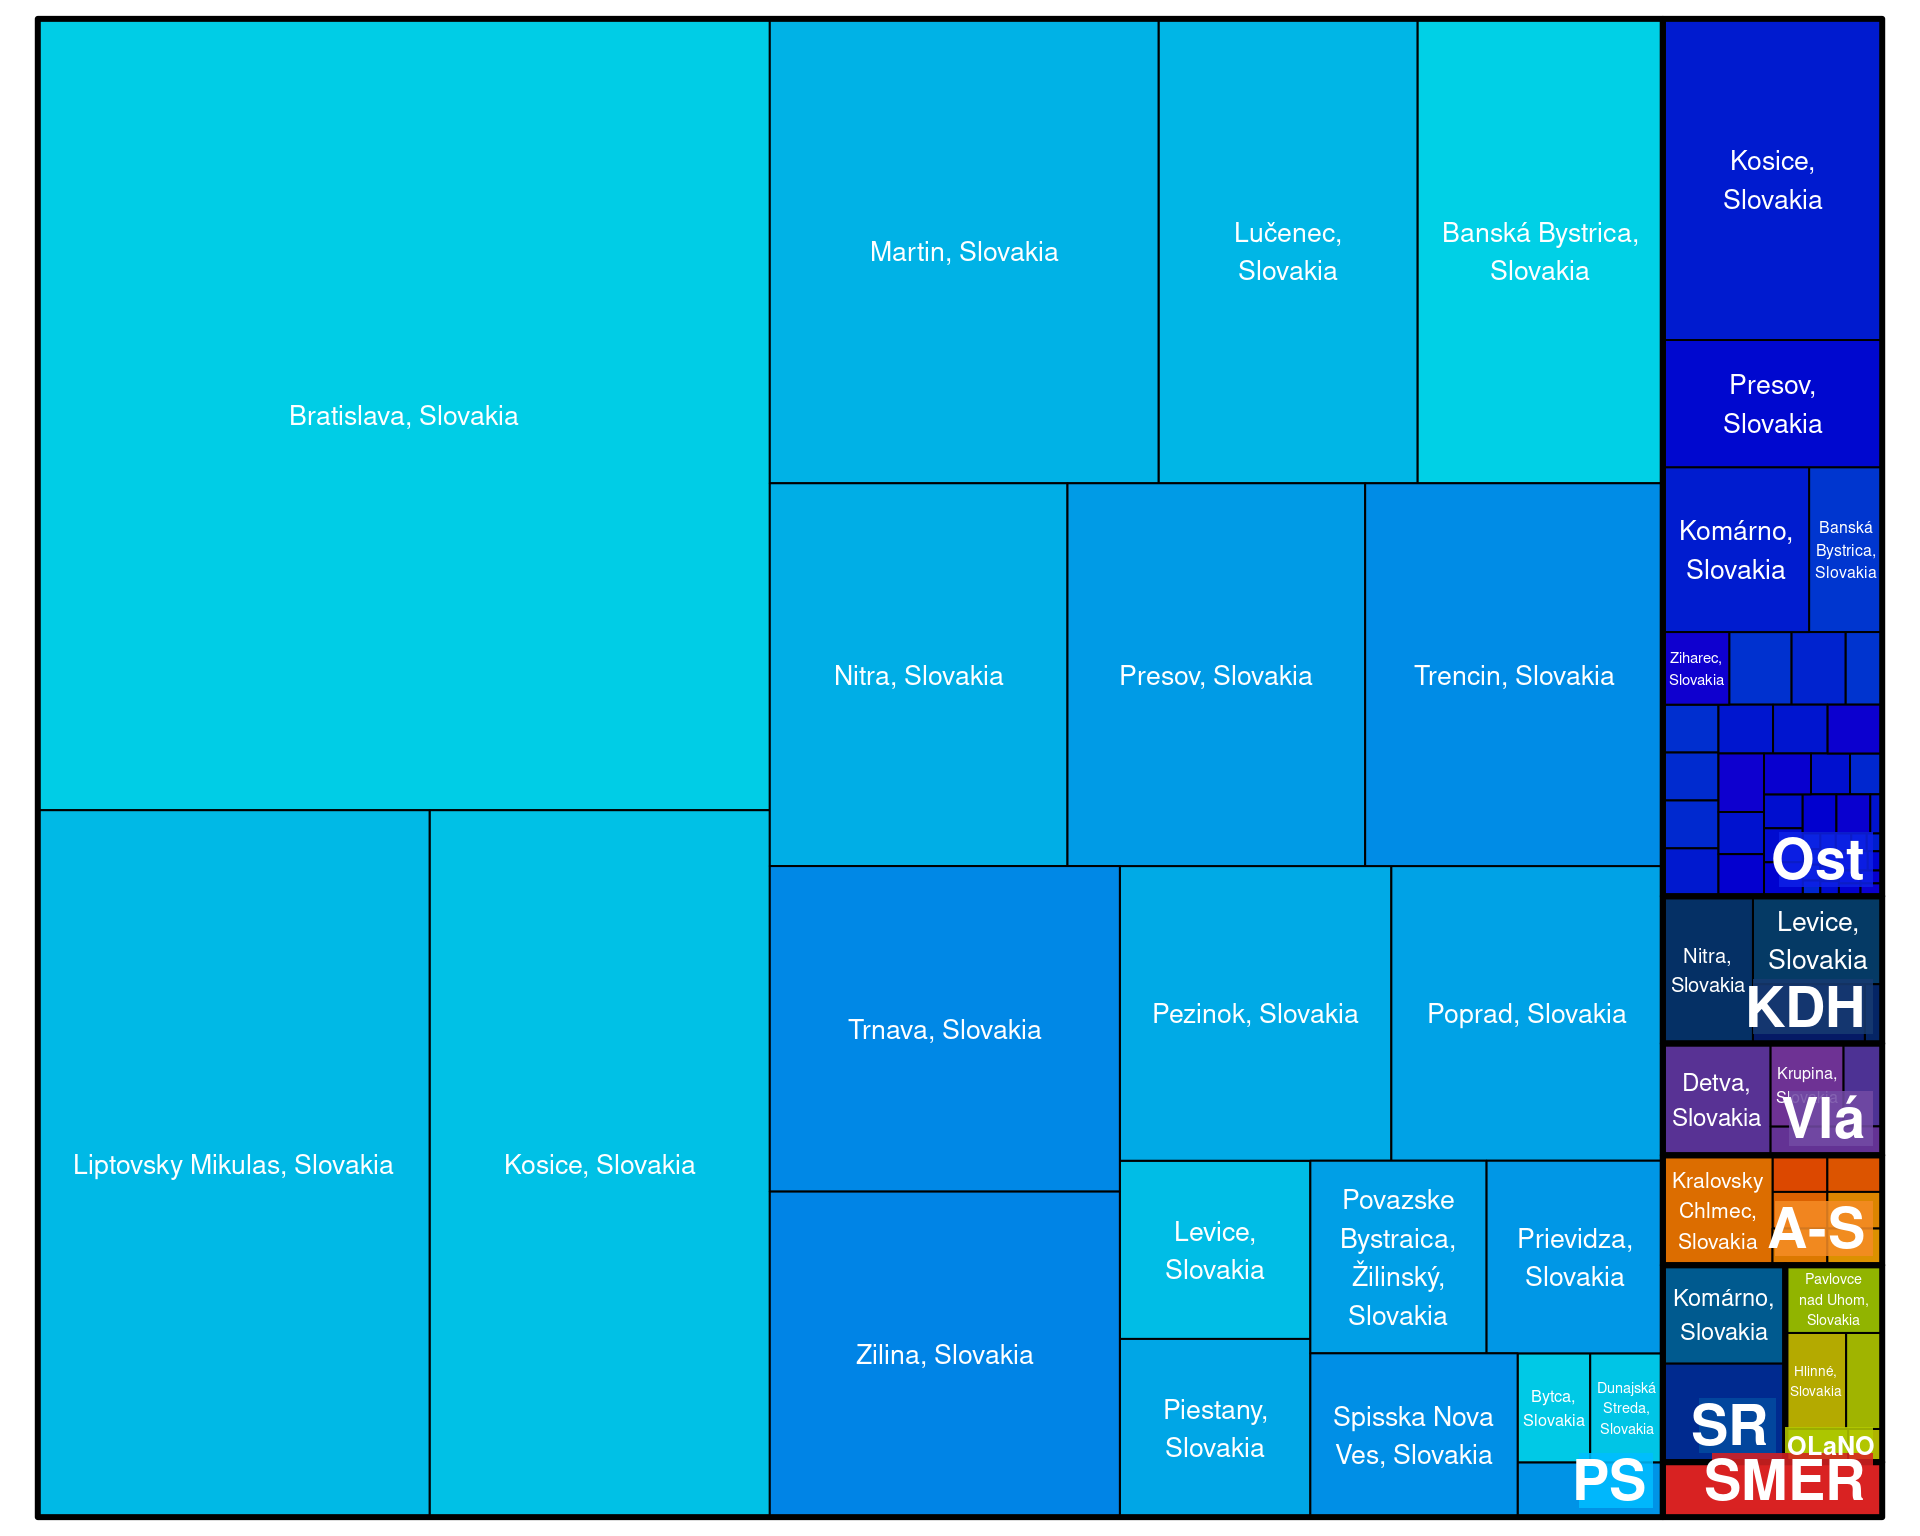 Bratislava, Slovakia
Martin, Slovakia
Lučenec,
Slovakia
Banská Bystrica,
Slovakia
Nitra, Slovakia
Presov, Slovakia
Trencin, Slovakia
Liptovsky Mikulas, Slovakia
Kosice, Slovakia
Trnava, Slovakia
Pezinok, Slovakia
Poprad, Slovakia
Zilina, Slovakia
Levice,
Slovakia
Povazske
Bystraica,
Žilinský,
Slovakia
Prievidza,
Slovakia
Piestany,
Slovakia
Spisska Nova
Ves, Slovakia
Bytca,
Slovakia
Dunajská
Streda,
Slovakia
PS
Kosice,
Slovakia
Presov,
Slovakia
Komárno,
Slovakia
Banská
Bystrica,
Slovakia
Ziharec,
Slovakia
Ost
Nitra,
Slovakia
Levice,
Slovakia
KDH
Detva,
Slovakia
Krupina,
Slovakia
Vlá
Kralovsky
Chlmec,
Slovakia
A-S
Komárno,
Slovakia
SR
Pavlovce
nad Uhom,
Slovakia
Hlinné,
Slovakia
OLaNO
SMER